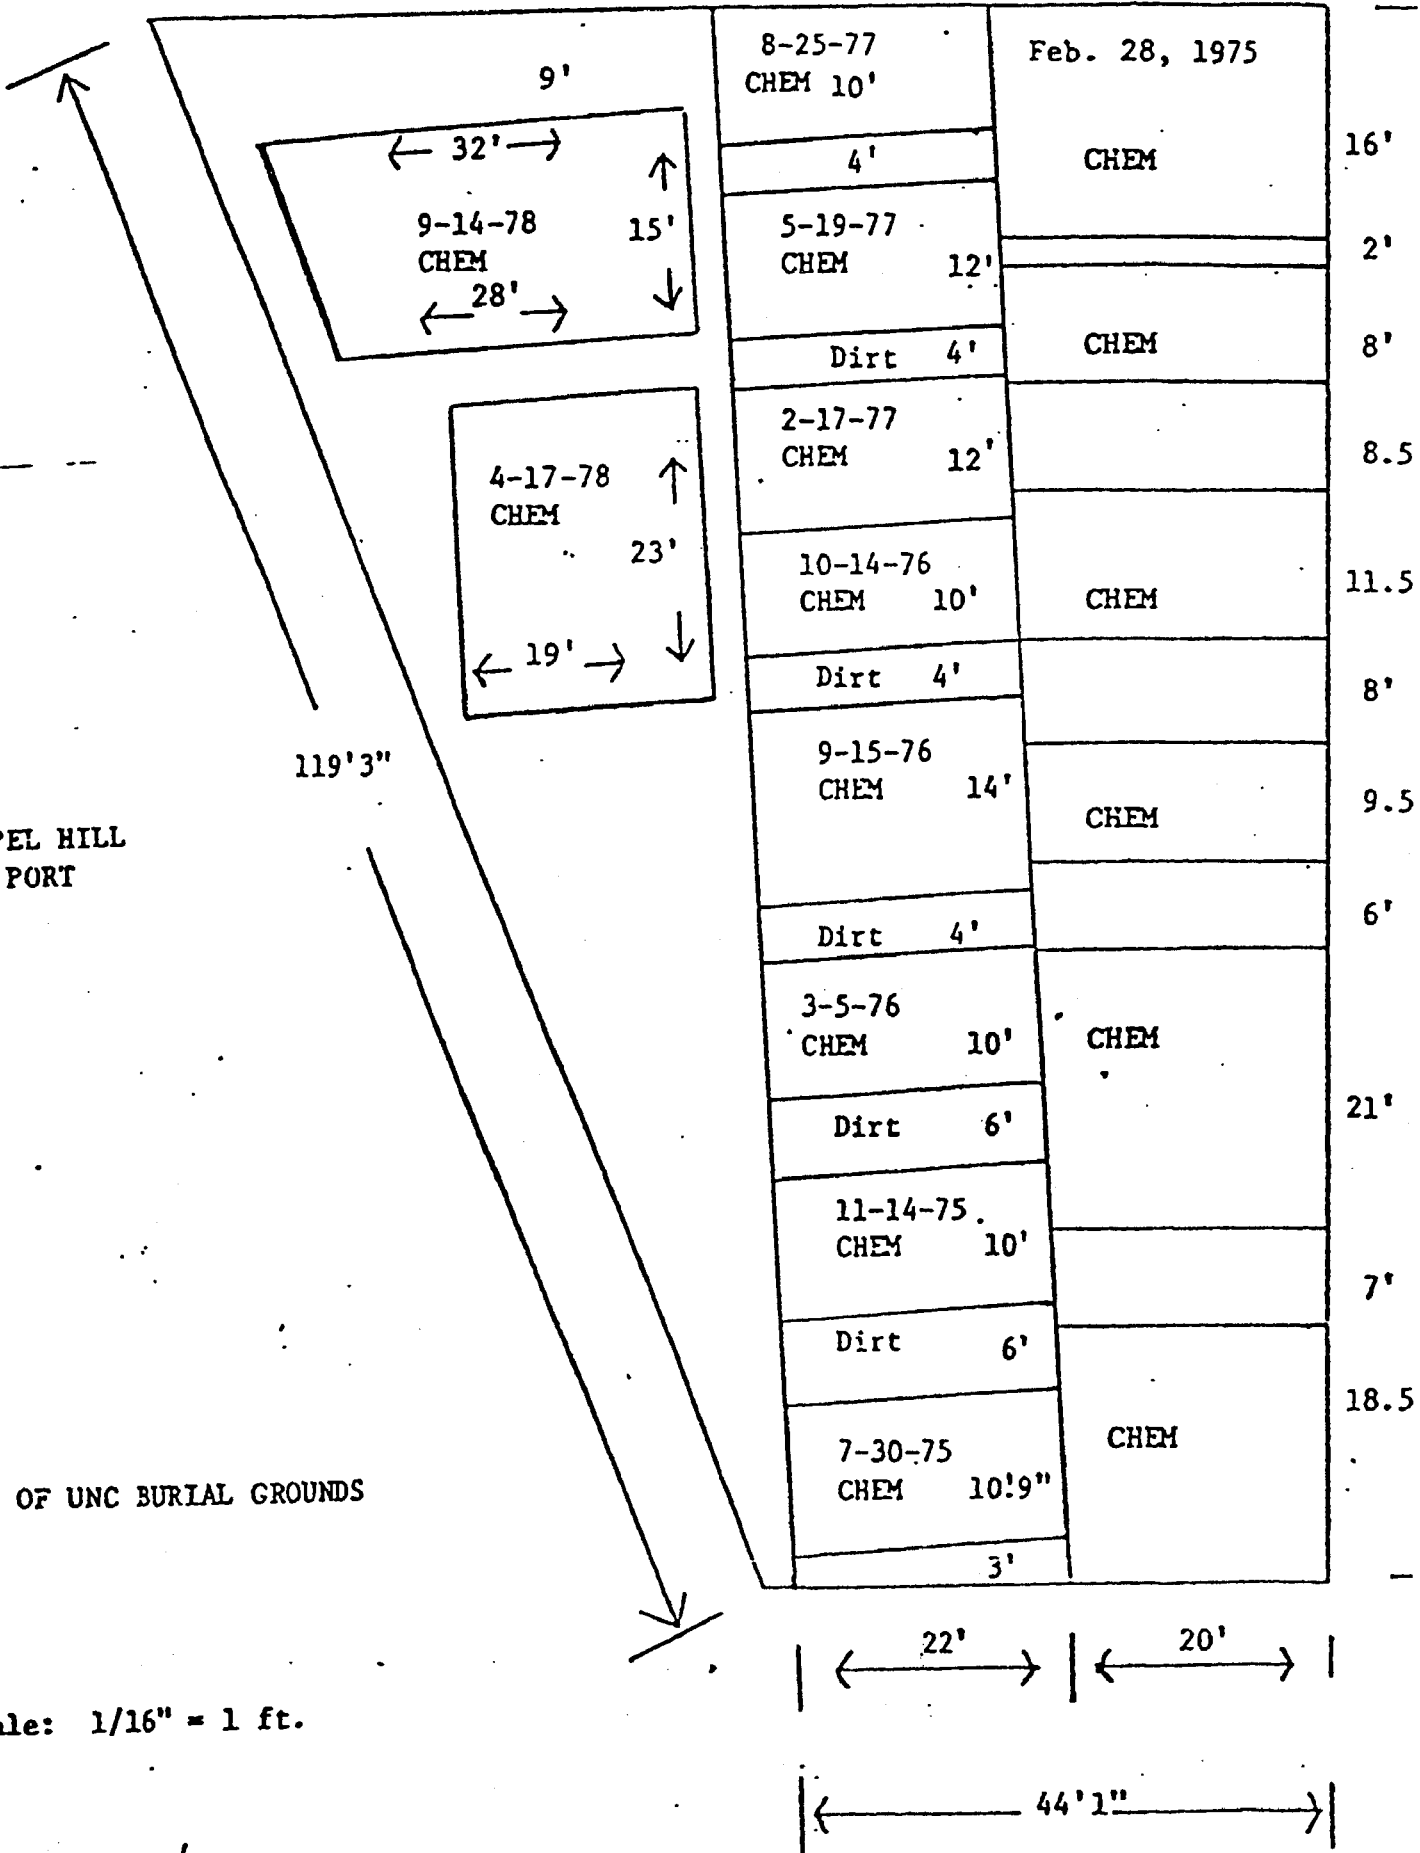 9'
32'
9-14-78
CHEM
15'
28'
4-17-78
CHEM
23'
19'
119'3"
PEL HILL
PORT
OF UNC BURIAL GROUNDS
ale: 1/16" = 1 ft.
8-25-77
CHEM 10'
4'
5-19-77
CHEM 12'
Dirt 4'
2-17-77
CHEM 12'
10-14-76
CHEM 10'
Dirt 4'
9-15-76
CHEM 14'
Dirt 4'
3-5-76
CHEM 10'
Dirt 6'
11-14-75
CHEM 10'
Dirt 6'
7-30-75
CHEM 10'9"
3'
Feb. 28, 1975
CHEM
16'
2'
CHEM
8'
8.5
CHEM
11.5
8'
CHEM
9.5
6'
CHEM
21'
7'
CHEM
18.5
22'
20'
44'1"